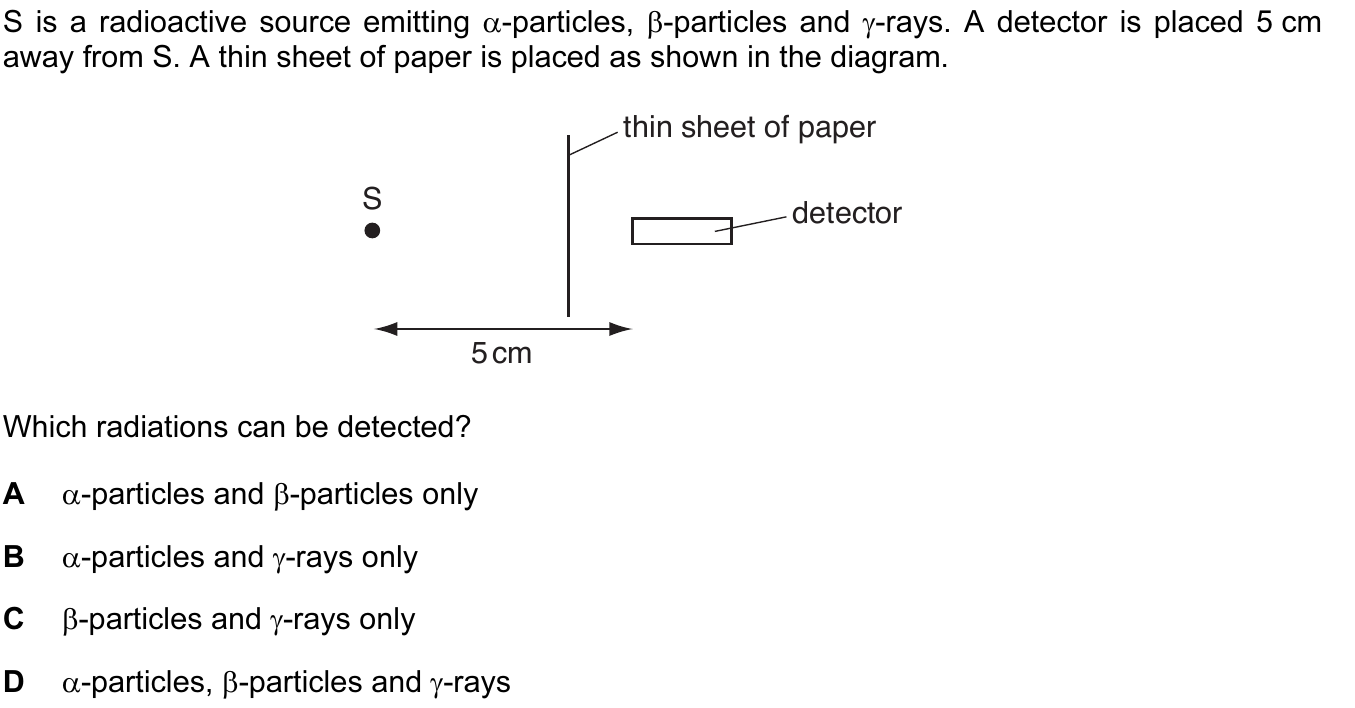 S is a radioactive source emitting α-particles, β-particles and γ-rays. A detector is placed 5 cm
away from S. A thin sheet of paper is placed as shown in the diagram.
thin sheet of paper
S
detector
5 cm
Which radiations can be detected?
A α-particles and β-particles only
B α-particles and γ-rays only
C β-particles and γ-rays only
D α-particles, β-particles and γ-rays